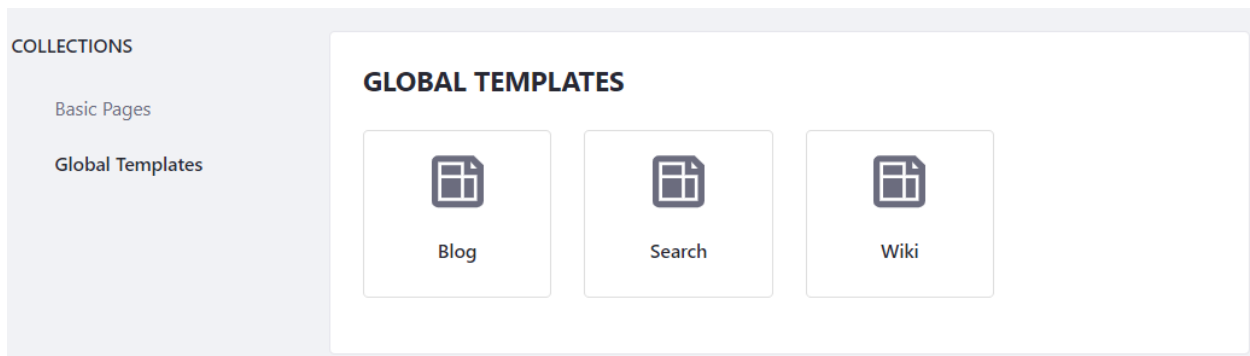 COLLECTIONS
Basic Pages
Global Templates
GLOBAL TEMPLATES
Blog
Search
Wiki